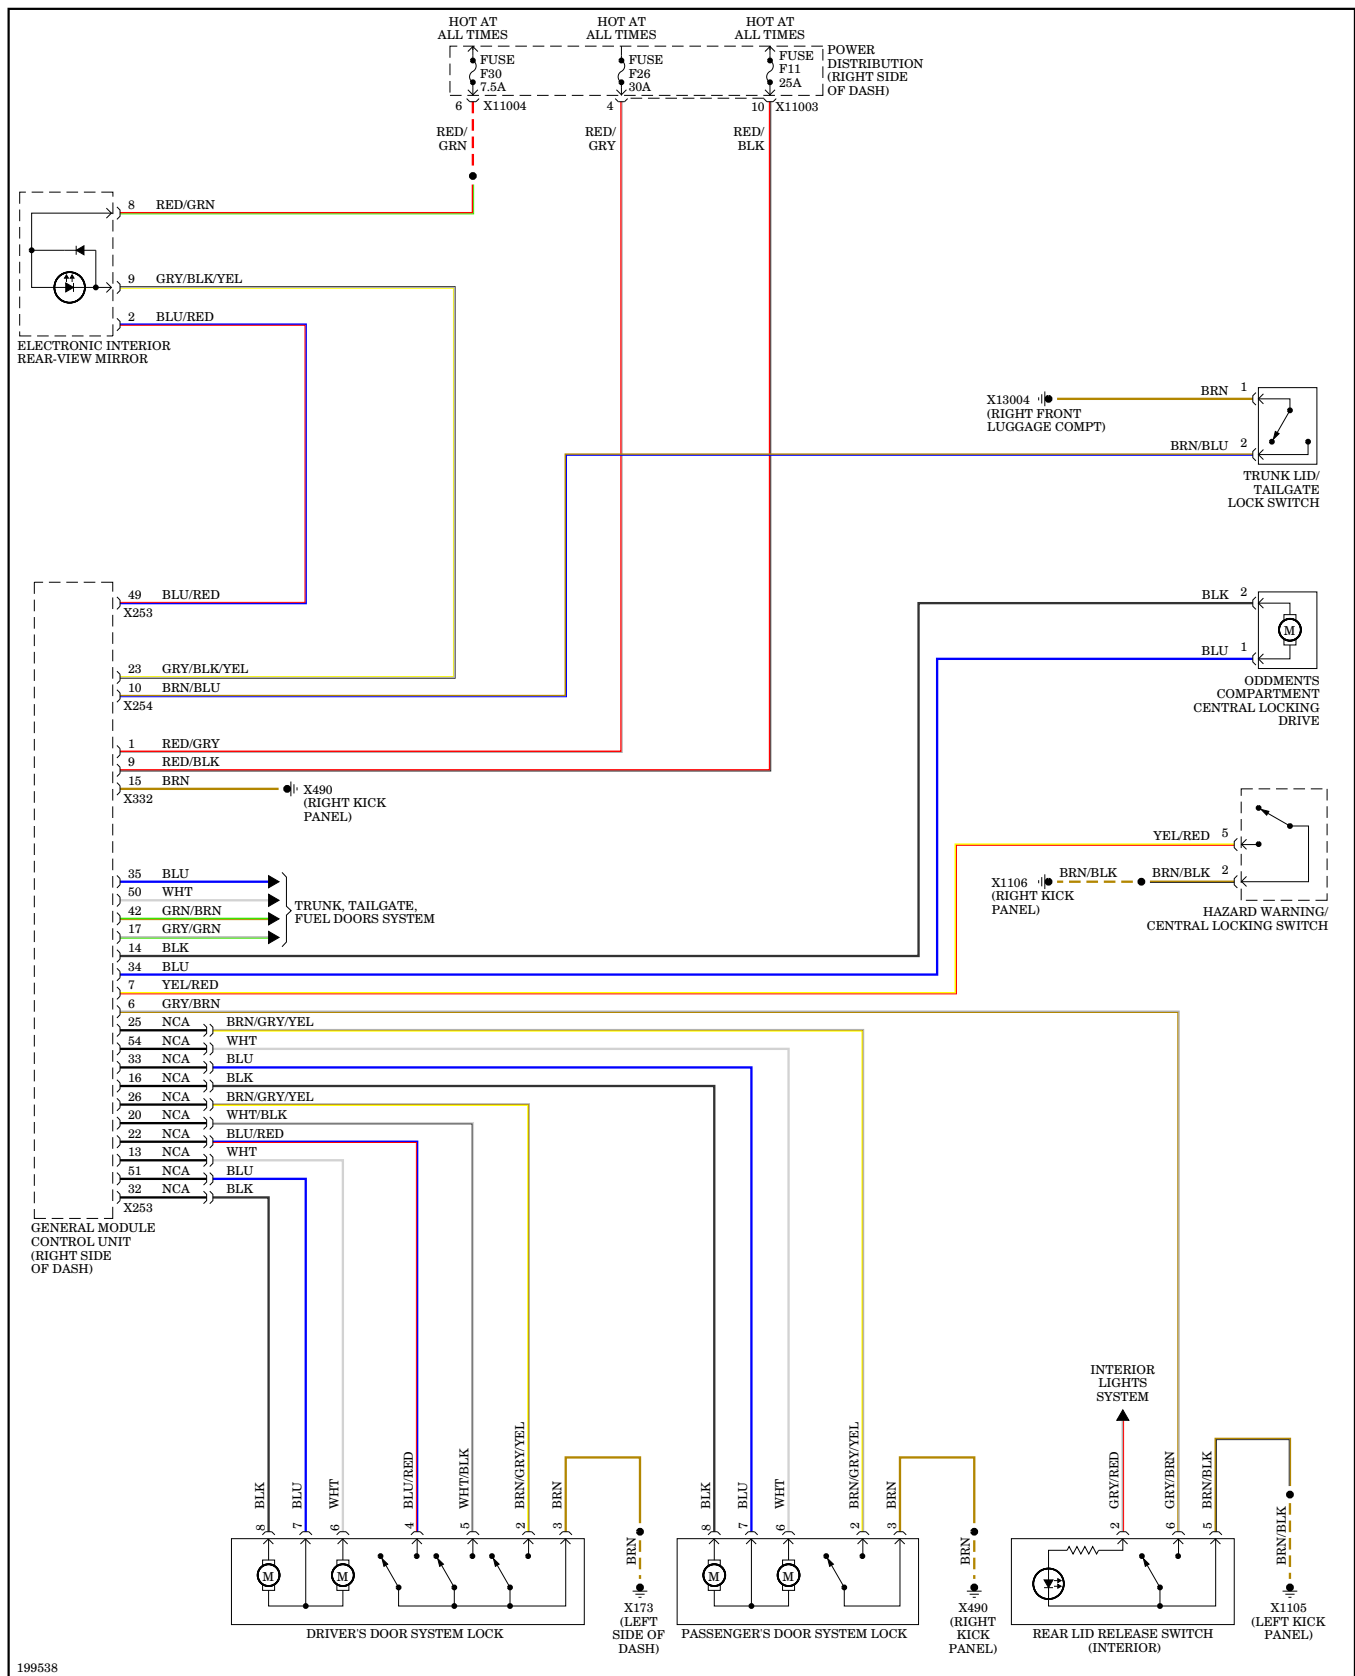 HOT AT
ALL TIMES
HOT AT
ALL TIMES
HOT AT
ALL TIMES
FUSE
F30
7.5A
FUSE
F26
30A
FUSE
F11
25A
POWER
DISTRIBUTION
(RIGHT SIDE
OF DASH)
6 X11004
4
10 X11003
RED/
GRN
RED/
GRY
RED/
BLK
8 RED/GRN
9 GRY/BLK/YEL
2 BLU/RED
ELECTRONIC INTERIOR
REAR-VIEW MIRROR
X13004
(RIGHT FRONT
LUGGAGE COMPT)
BRN 1
BRN/BLU 2
TRUNK LID/
TAILGATE
LOCK SWITCH
49 BLU/RED
X253
23 GRY/BLK/YEL
10 BRN/BLU
X254
1 RED/GRY
9 RED/BLK
15 BRN
X332
X490
(RIGHT KICK
PANEL)
BLK 2
M
BLU 1
ODDMENTS
COMPARTMENT
CENTRAL LOCKING
DRIVE
YEL/RED 5
X1106
(RIGHT KICK
PANEL)
BRN/BLK
BRN/BLK 2
HAZARD WARNING/
CENTRAL LOCKING SWITCH
35 BLU
50 WHT
42 GRN/BRN
17 GRY/GRN
TRUNK, TAILGATE,
FUEL DOORS SYSTEM
14 BLK
34 BLU
7 YEL/RED
6 GRY/BRN
25 NCA BRN/GRY/YEL
54 NCA WHT
33 NCA BLU
16 NCA BLK
26 NCA BRN/GRY/YEL
20 NCA WHT/BLK
22 NCA BLU/RED
13 NCA WHT
51 NCA BLU
32 NCA BLK
X253
GENERAL MODULE
CONTROL UNIT
(RIGHT SIDE
OF DASH)
INTERIOR
LIGHTS
SYSTEM
8 BLK
7 BLU
6 WHT
4 BLU/RED
5 WHT/BLK
2 BRN/GRY/YEL
3 BRN
BRN
M
M
X173
(LEFT
SIDE OF
DASH)
DRIVER'S DOOR SYSTEM LOCK
8 BLK
7 BLU
6 WHT
2 BRN/GRY/YEL
3 BRN
BRN
M
M
X490
(RIGHT
KICK
PANEL)
PASSENGER'S DOOR SYSTEM LOCK
2 GRY/RED
6 GRY/BRN
5 BRN/BLK
BRN/BLK
X1105
(LEFT KICK
PANEL)
REAR LID RELEASE SWITCH
(INTERIOR)
199538